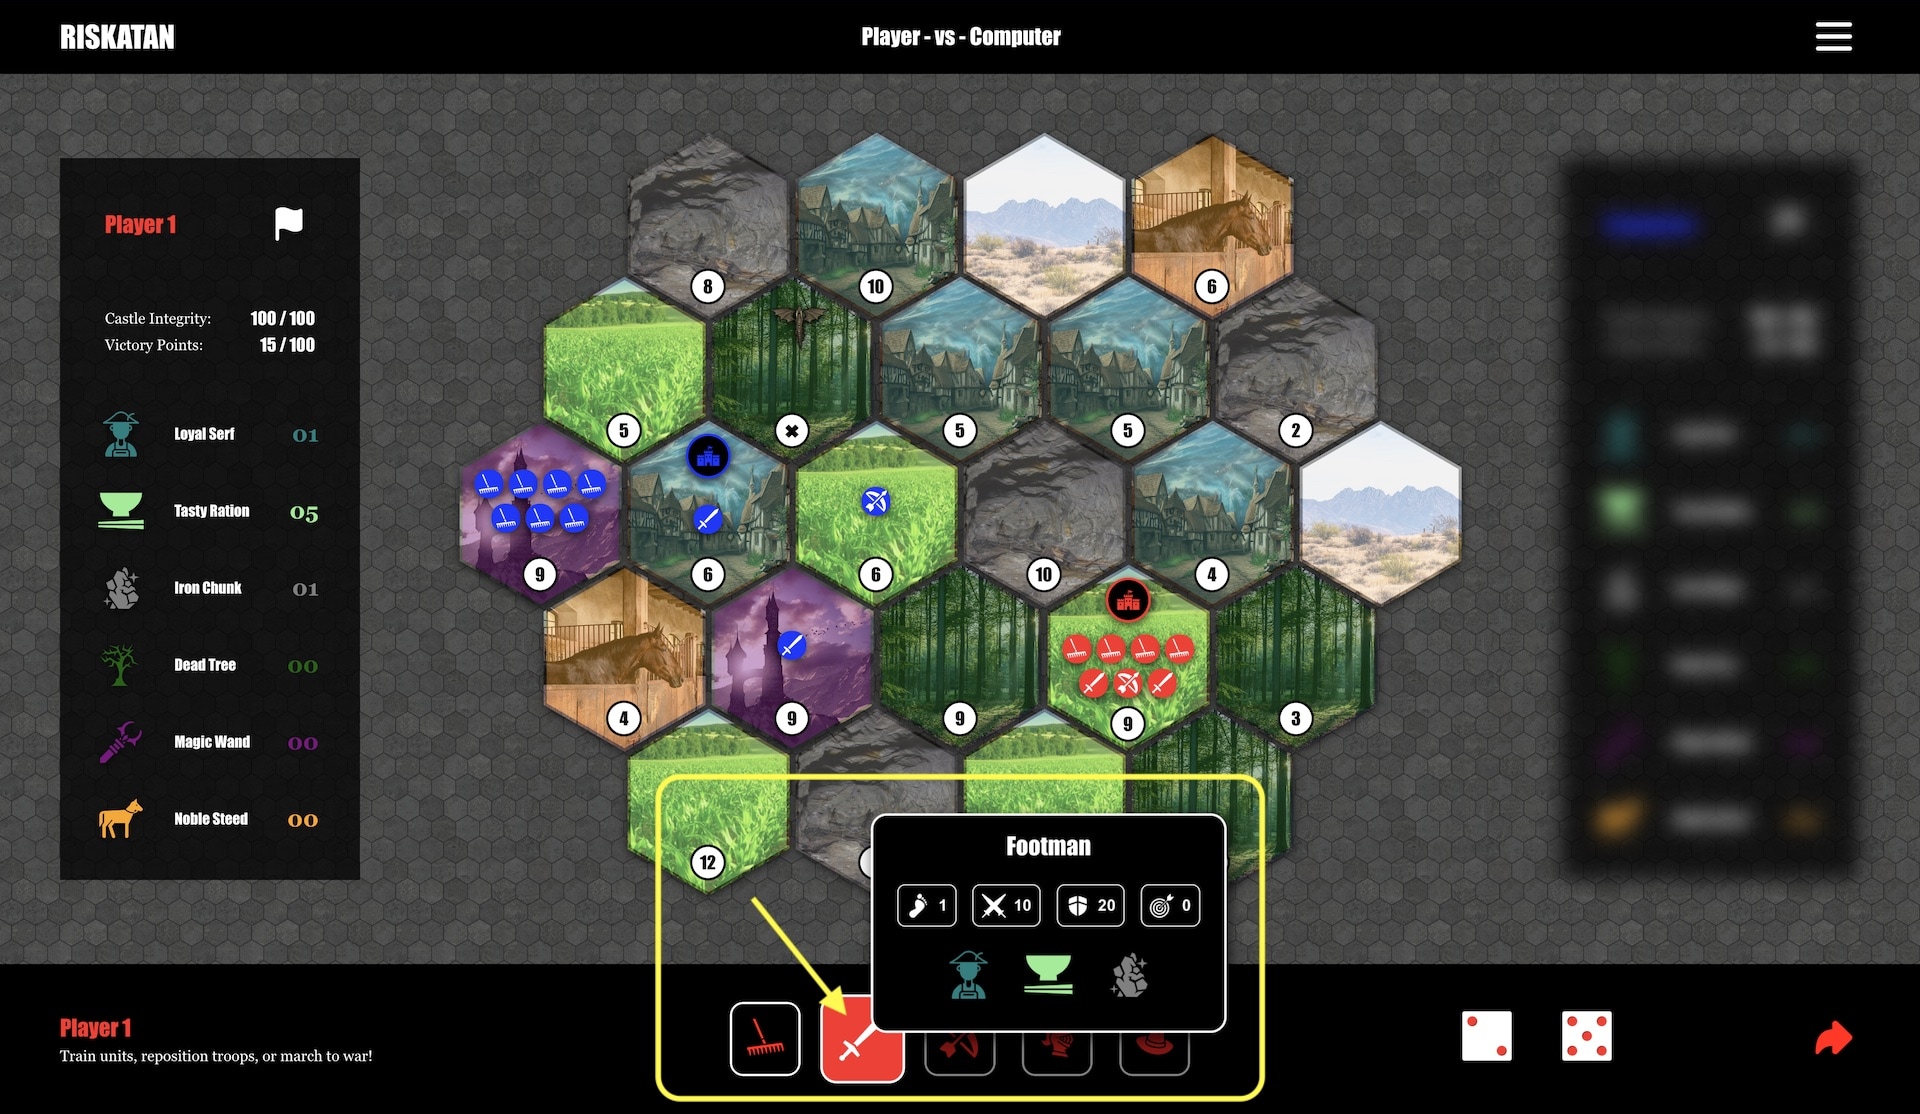 RISKATAN
Player - vs - Computer
Player 1
Castle Integrity: 100 / 100
Victory Points: 15 / 100
Loyal Serf 01
Tasty Ration 05
Iron Chunk 01
Dead Tree 00
Magic Wand 00
Noble Steed 00
8 10 6
5 5 5 2
9 6 6 10 4
4 9 9 9 3
12
Footman
1 10 20 0
Player 1
Train units, reposition troops, or march to war!